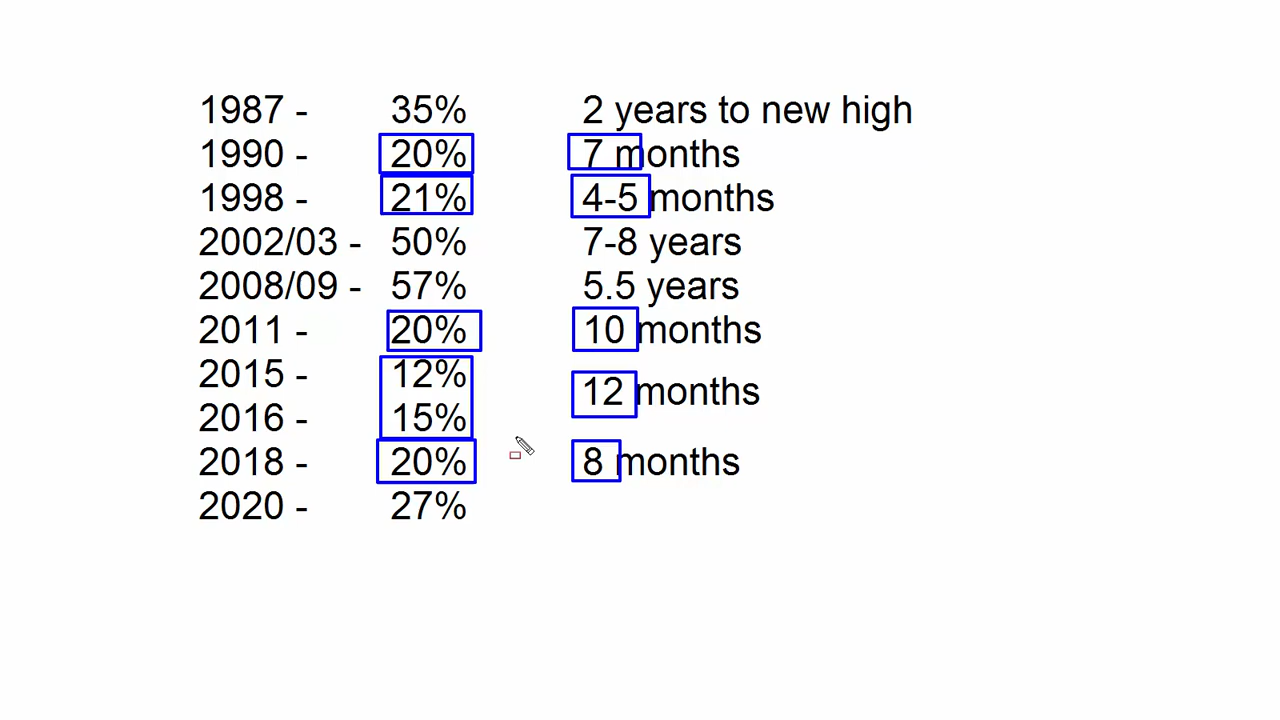 1987 - 35% 2 years to new high
1990 - 20% 7 months
1998 - 21% 4-5 months
2002/03 - 50% 7-8 years
2008/09 - 57% 5.5 years
2011 - 20% 10 months
2015 - 12%
12 months
2016 - 15%
2018 - 20% 8 months
2020 - 27%